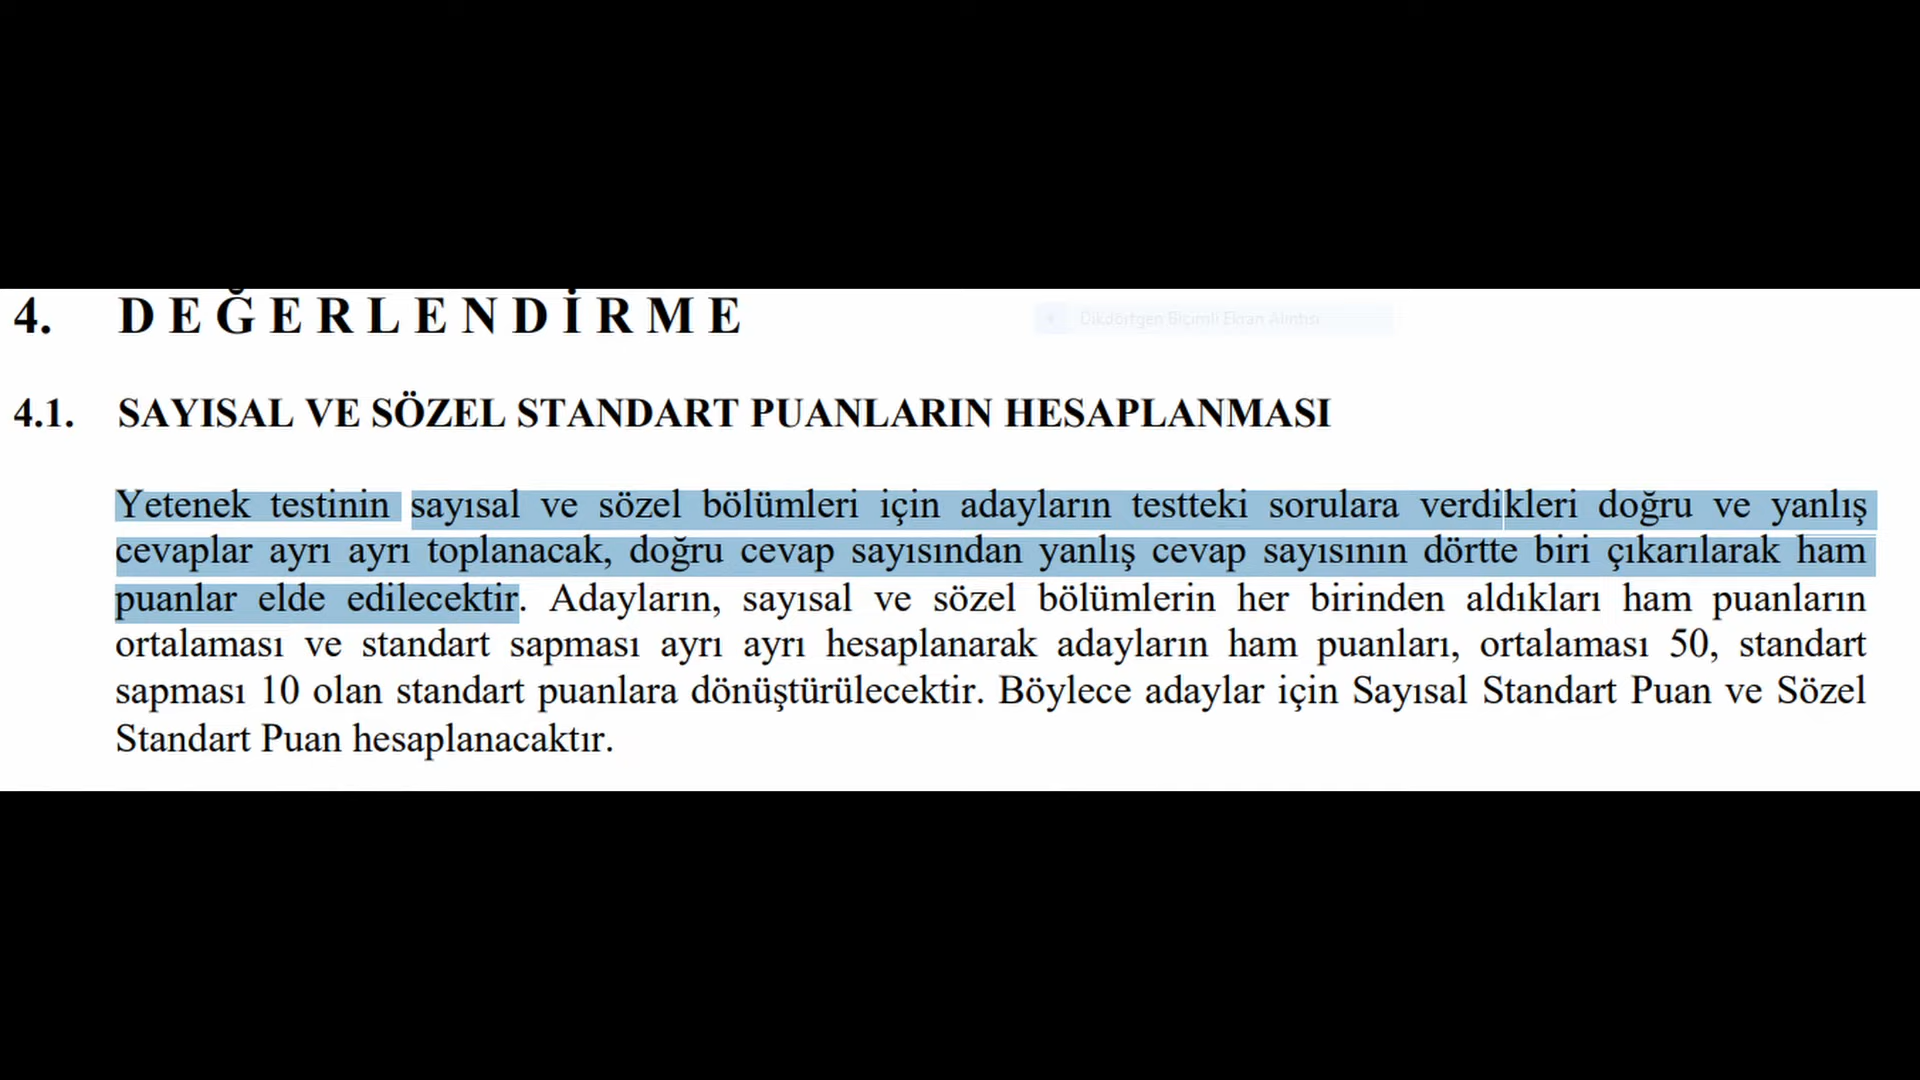 4. DEĞERLENDİRME
Dikdörtgen Biçimli Ekran Alıntısı
4.1. SAYISAL VE SÖZEL STANDART PUANLARIN HESAPLANMASI
Yetenek testinin sayısal ve sözel bölümleri için adayların testteki sorulara verdikleri doğru ve yanlış
cevaplar ayrı ayrı toplanacak, doğru cevap sayısından yanlış cevap sayısının dörtte biri çıkarılarak ham
puanlar elde edilecektir. Adayların, sayısal ve sözel bölümlerin her birinden aldıkları ham puanların
ortalaması ve standart sapması ayrı ayrı hesaplanarak adayların ham puanları, ortalaması 50, standart
sapması 10 olan standart puanlara dönüştürülecektir. Böylece adaylar için Sayısal Standart Puan ve Sözel
Standart Puan hesaplanacaktır.